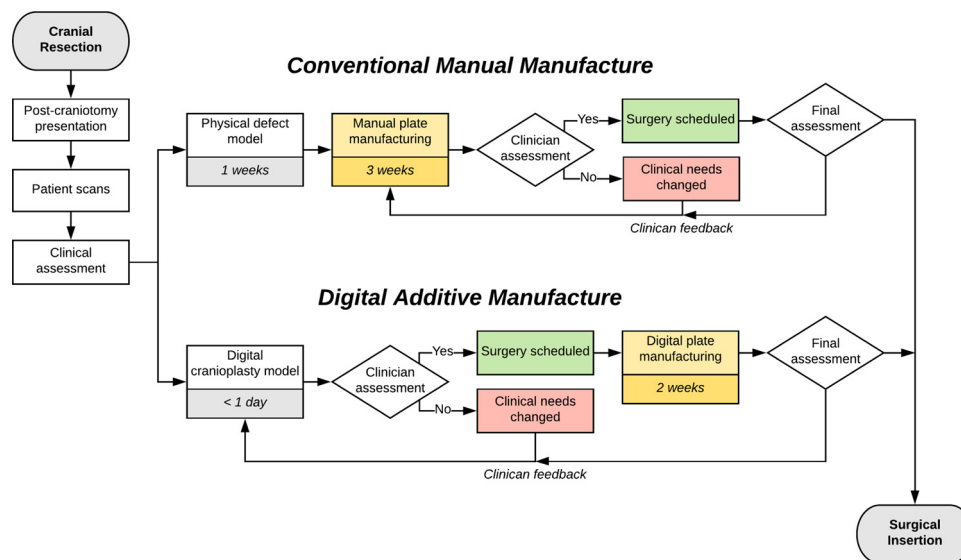 Cranial
Resection
Post-craniotomy
presentation
Patient scans
Clinical
assessment
Conventional Manual Manufacture
Physical defect
model
1 weeks
Manual plate
manufacturing
3 weeks
Clinician
assessment
Yes
No
Surgery scheduled
Clinical needs
changed
Final
assessment
Clinican feedback
Digital Additive Manufacture
Digital
cranioplasty model
< 1 day
Clinician
assessment
Yes
No
Surgery scheduled
Clinical needs
changed
Digital plate
manufacturing
2 weeks
Final
assessment
Clinican feedback
Surgical
Insertion